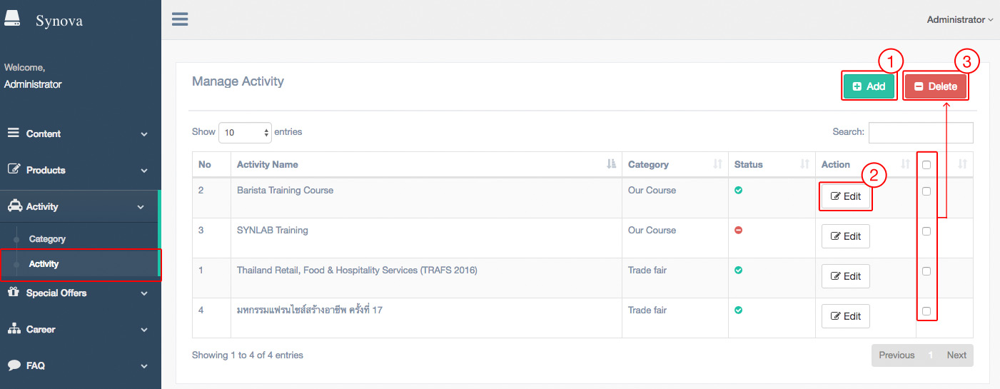 Synova
Administrator
Welcome,
Administrator
Content
Products
Activity
Category
Activity
Special Offers
Career
FAQ
Manage Activity
1
Add
3
Delete
Show 10 entries
Search:
No Activity Name Category Status Action
2
2 Barista Training Course Our Course Edit
3 SYNLAB Training Our Course Edit
1 Thailand Retail, Food & Hospitality Services (TRAFS 2016) Trade fair Edit
4 มหกรรมแฟรนไชส์สร้างอาชีพ ครั้งที่ 17 Trade fair Edit
Showing 1 to 4 of 4 entries
Previous 1 Next